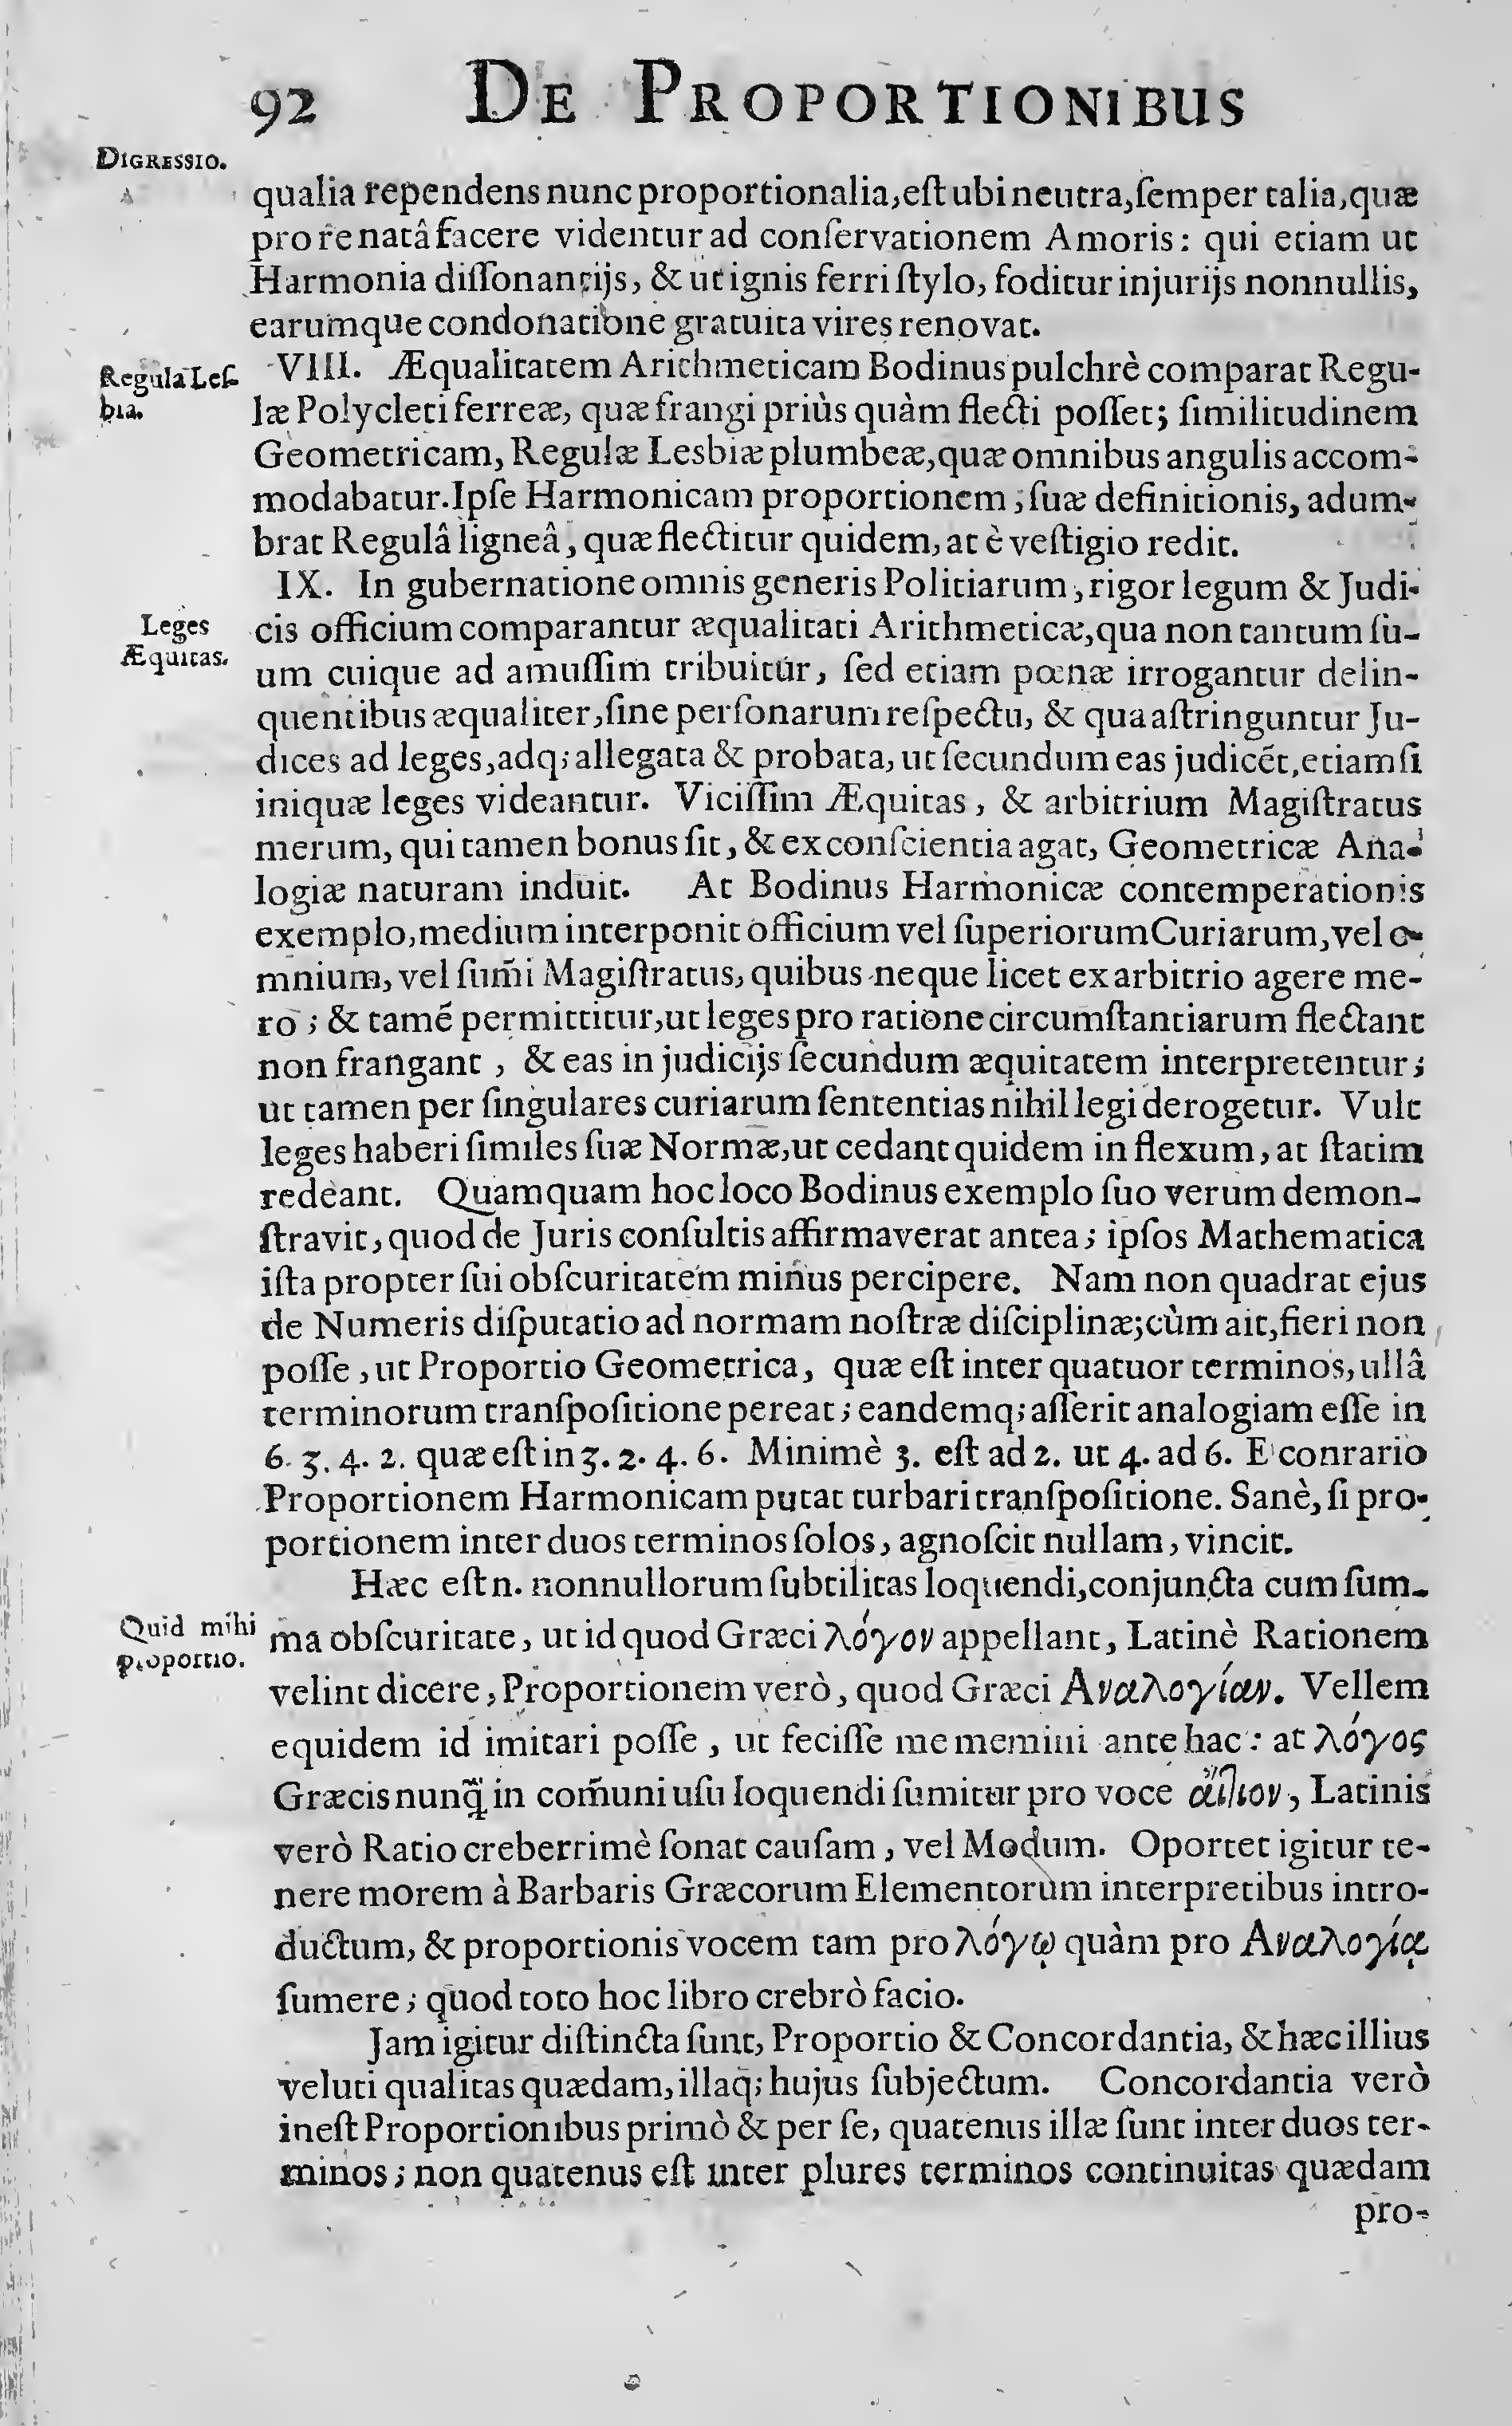 92 DE PROPORTIONIBUS
DIGRESSIO.
qualia rependens nunc proportionalia, eſt ubi neutra, ſemper talia, quæ
pro re natâ facere videntur ad conſervationem Amoris: qui etiam ut
Harmonia diſſonantijs, & ut ignis ferri ſtylo, foditur injurijs nonnullis,
earumque condonatione gratuita vires renovat.
Regula Leſ-
bia.
VIII. Æqualitatem Arithmeticam Bodinus pulchrè comparat Regu-
læ Polycleti ferreæ, quæ frangi priùs quàm flecti poſſet; ſimilitudinem
Geometricam, Regulæ Lesbiæ plumbeæ, quæ omnibus angulis accom-
modabatur. Ipſe Harmonicam proportionem, ſuæ definitionis, adum-
brat Regulâ ligneâ, quæ flectitur quidem, at è veſtigio redit.
IX. In gubernatione omnis generis Politiarum, rigor legum & Judi-
Leges
Æquitas.
cis officium comparantur æqualitati Arithmeticæ, qua non tantum ſu-
um cuique ad amuſſim tribuitur, ſed etiam pœnæ irrogantur delin-
quentibus æqualiter, ſine perſonarum reſpectu, & qua aſtringuntur Ju-
dices ad leges, adq; allegata & probata, ut ſecundum eas judicēt, etiamſi
iniquæ leges videantur. Viciſſim Æquitas, & arbitrium Magiſtratus
merum, qui tamen bonus ſit, & ex conſcientia agat, Geometricæ Ana-
logiæ naturam induit. At Bodinus Harmonicæ contemperationis
exemplo, medium interponit officium vel ſuperiorum Curiarum, vel o-
mnium, vel ſum̄i Magiſtratus, quibus neque licet ex arbitrio agere me-
ro; & tamē permittitur, ut leges pro ratione circumſtantiarum flectant
non frangant, & eas in judicijs ſecundum æquitatem interpretentur;
ut tamen per ſingulares curiarum ſententias nihil legi derogetur. Vult
leges haberi ſimiles ſuæ Normæ, ut cedant quidem in flexum, at ſtatim
redeant. Quamquam hoc loco Bodinus exemplo ſuo verum demon-
ſtravit, quod de Juris conſultis affirmaverat antea; ipſos Mathematica
iſta propter ſui obſcuritatem minus percipere. Nam non quadrat ejus
de Numeris diſputatio ad normam noſtræ diſciplinæ; cùm ait, fieri non
poſſe, ut Proportio Geometrica, quæ eſt inter quatuor terminos, ullâ
terminorum tranſpoſitione pereat; eandemq; aſſerit analogiam eſſe in
6. 3. 4. 2. quæ eſt in 3. 2. 4. 6. Minimè 3. eſt ad 2. ut 4. ad 6. E conrario
Proportionem Harmonicam putat turbari tranſpoſitione. Sanè, ſi pro-
portionem inter duos terminos ſolos, agnoſcit nullam, vincit.
Hæc eſt n. nonnullorum ſubtilitas loquendi, conjuncta cum ſum-
Quid mihi
proportio.
ma obſcuritate, ut id quod Græci λόγον appellant, Latinè Rationem
velint dicere, Proportionem verò, quod Græci Αναλογίαν. Vellem
equidem id imitari poſſe, ut feciſſe me memini ante hac: at λόγος
Græcis nunq̃ in com̄uni uſu loquendi ſumitur pro voce ἄιτιον, Latinis
verò Ratio creberrimè ſonat cauſam, vel Modum. Oportet igitur te-
nere morem à Barbaris Græcorum Elementorum interpretibus intro-
ductum, & proportionis vocem tam pro λόγῳ quàm pro Αναλογίᾳ
ſumere; quod toto hoc libro crebrò facio.
Jam igitur diſtincta ſunt, Proportio & Concordantia, & hæc illius
veluti qualitas quædam, illaq; hujus ſubjectum. Concordantia verò
ineſt Proportionibus primò & per ſe, quatenus illæ ſunt inter duos ter-
minos; non quatenus eſt inter plures terminos continuitas quædam
pro-